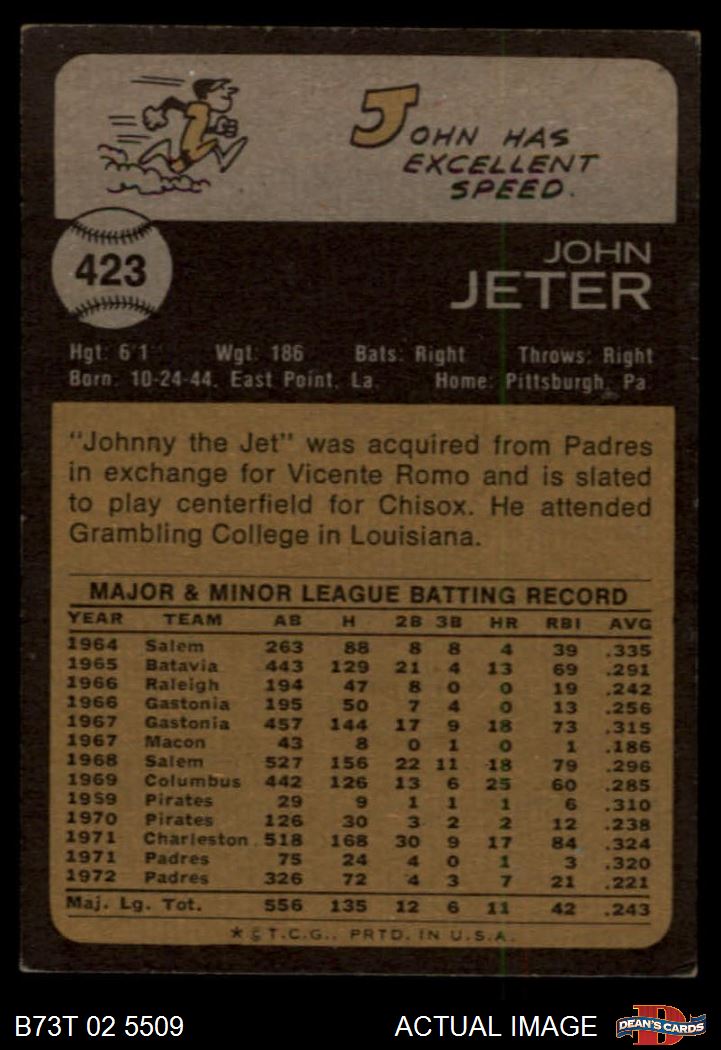 JOHN HAS
EXCELLENT
SPEED.
423
JOHN
JETER
Hgt: 6'1 Wgt: 186 Bats: Right Throws: Right
Born: 10-24-44, East Point, La. Home: Pittsburgh, Pa.
"Johnny the Jet" was acquired from Padres
in exchange for Vicente Romo and is slated
to play centerfield for Chisox. He attended
Grambling College in Louisiana.
MAJOR & MINOR LEAGUE BATTING RECORD
YEAR TEAM AB H 2B 3B HR RBI AVG
1964 Salem 263 88 8 8 4 39 .335
1965 Batavia 443 129 21 4 13 69 .291
1966 Raleigh 194 47 8 0 0 19 .242
1966 Gastonia 195 50 7 4 0 13 .256
1967 Gastonia 457 144 17 9 18 73 .315
1967 Macon 43 8 0 1 0 1 .186
1968 Salem 527 156 22 11 18 79 .296
1969 Columbus 442 126 13 6 25 60 .285
1959 Pirates 29 9 1 1 1 6 .310
1970 Pirates 126 30 3 2 2 12 .238
1971 Charleston 518 168 30 9 17 84 .324
1971 Padres 75 24 4 0 1 3 .320
1972 Padres 326 72 4 3 7 21 .221
Maj. Lg. Tot. 556 135 12 6 11 42 .243
* © T.C.G., PRTD. IN U.S.A.
B73T 02 5509 ACTUAL IMAGE DEAN'S CARDS